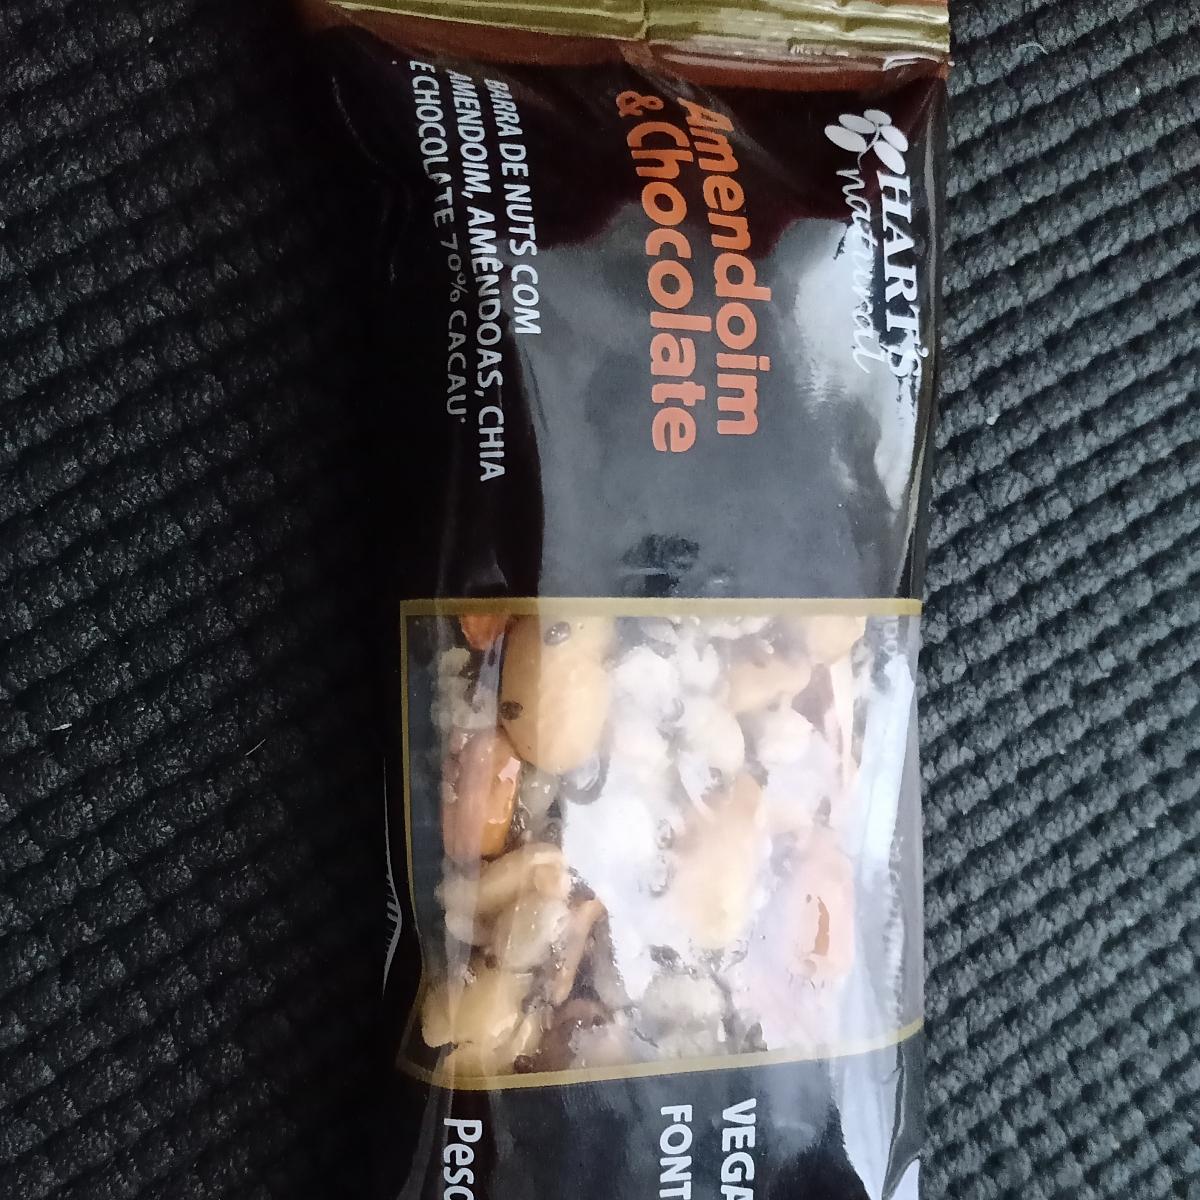 HART'S
natural
Amendoim
& Chocolate
BARRA DE NUTS COM
AMENDOIM, AMÊNDOAS, CHIA
E CHOCOLATE 70% CACAU*
VEGA
FONT
Peso